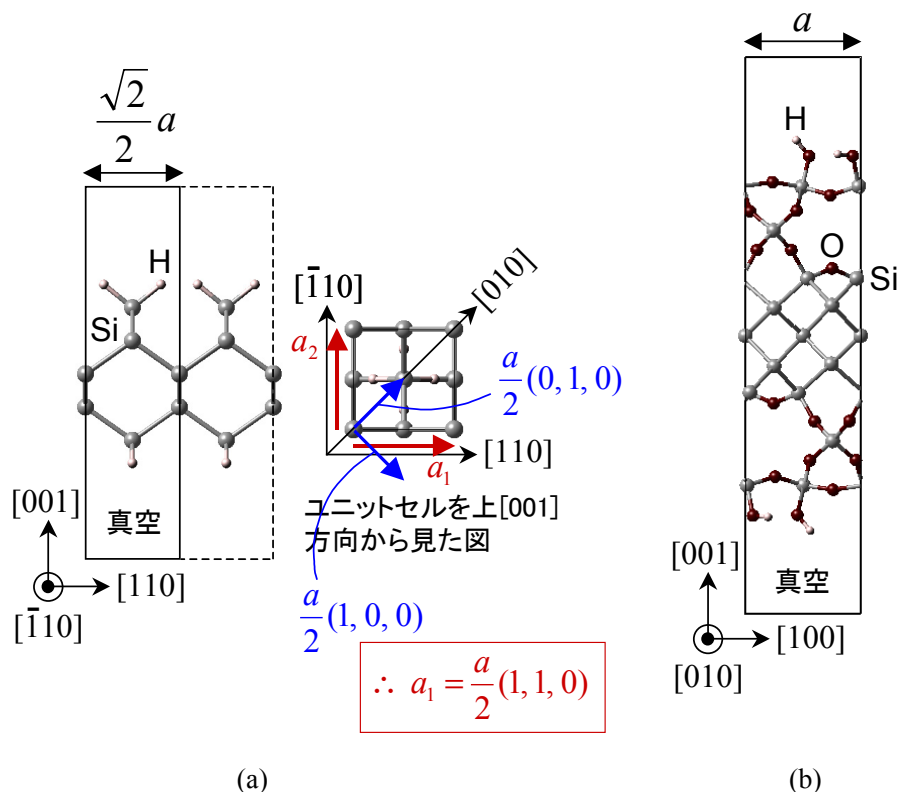 √2/2 a
H
Si
真空
[001]
[110]
[1̄10]
[1̄10]
[010]
a₂
a/2 (0, 1, 0)
[110]
a₁
ユニットセルを上[001]
方向から見た図
a/2 (1, 0, 0)
∴ a₁ = a/2 (1, 1, 0)
(a)
a
H
O
Si
[001]
真空
[100]
[010]
(b)